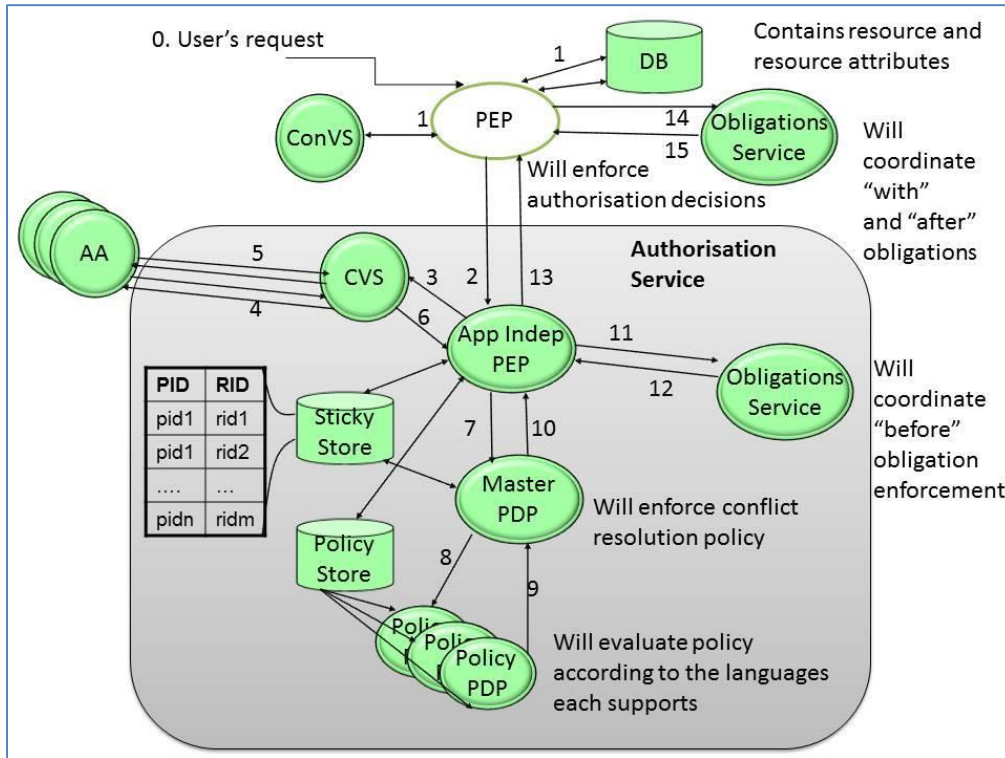 0. User's request
1
DB
Contains resource and
resource attributes
PEP
1
ConVS
14
15
Obligations
Service
Will
coordinate
“with”
and “after”
obligations
Will enforce
authorisation decisions
Authorisation
Service
AA
5
4
CVS
3
6
2
13
App Indep
PEP
11
12
Obligations
Service
Will
coordinate
“before”
obligation
enforcement
PID RID
pid1 rid1
pid1 rid2
.... ...
pidn ridm
Sticky
Store
7
10
Master
PDP
Will enforce conflict
resolution policy
Policy
Store
8
9
Polic
P
Polic
P
Policy
PDP
Will evaluate policy
according to the languages
each supports